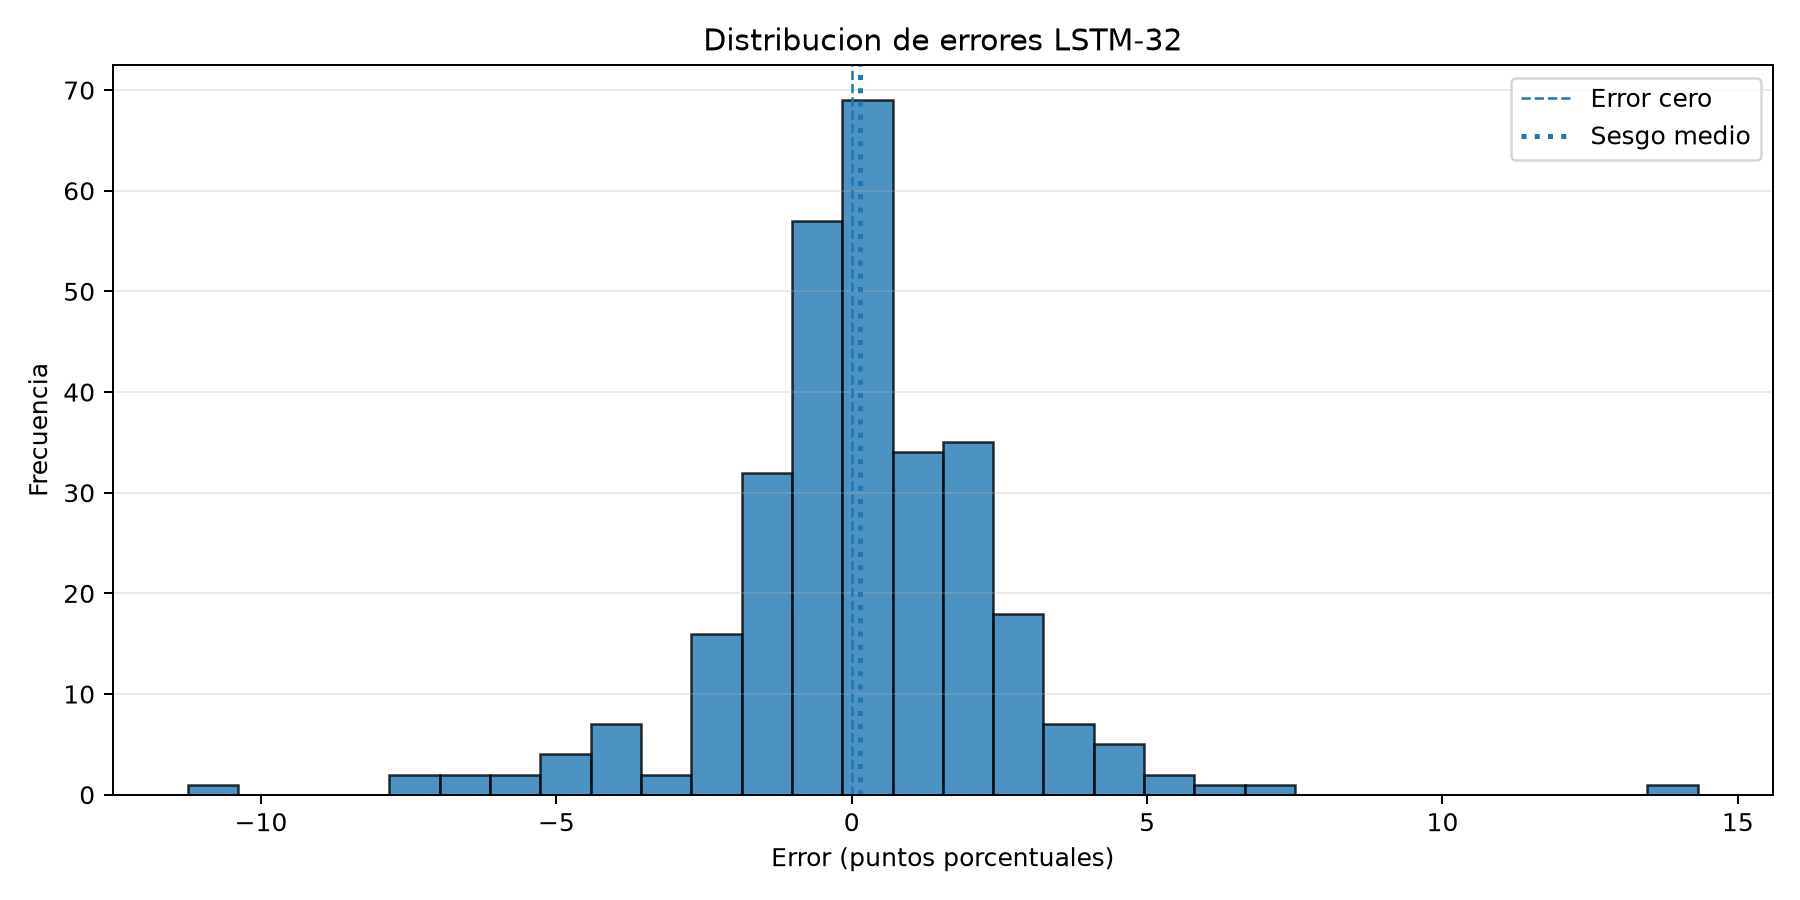 Distribucion de errores LSTM-32
Error cero
Sesgo medio
Frecuencia
70
60
50
40
30
20
10
0
−10
−5
0
5
10
15
Error (puntos porcentuales)